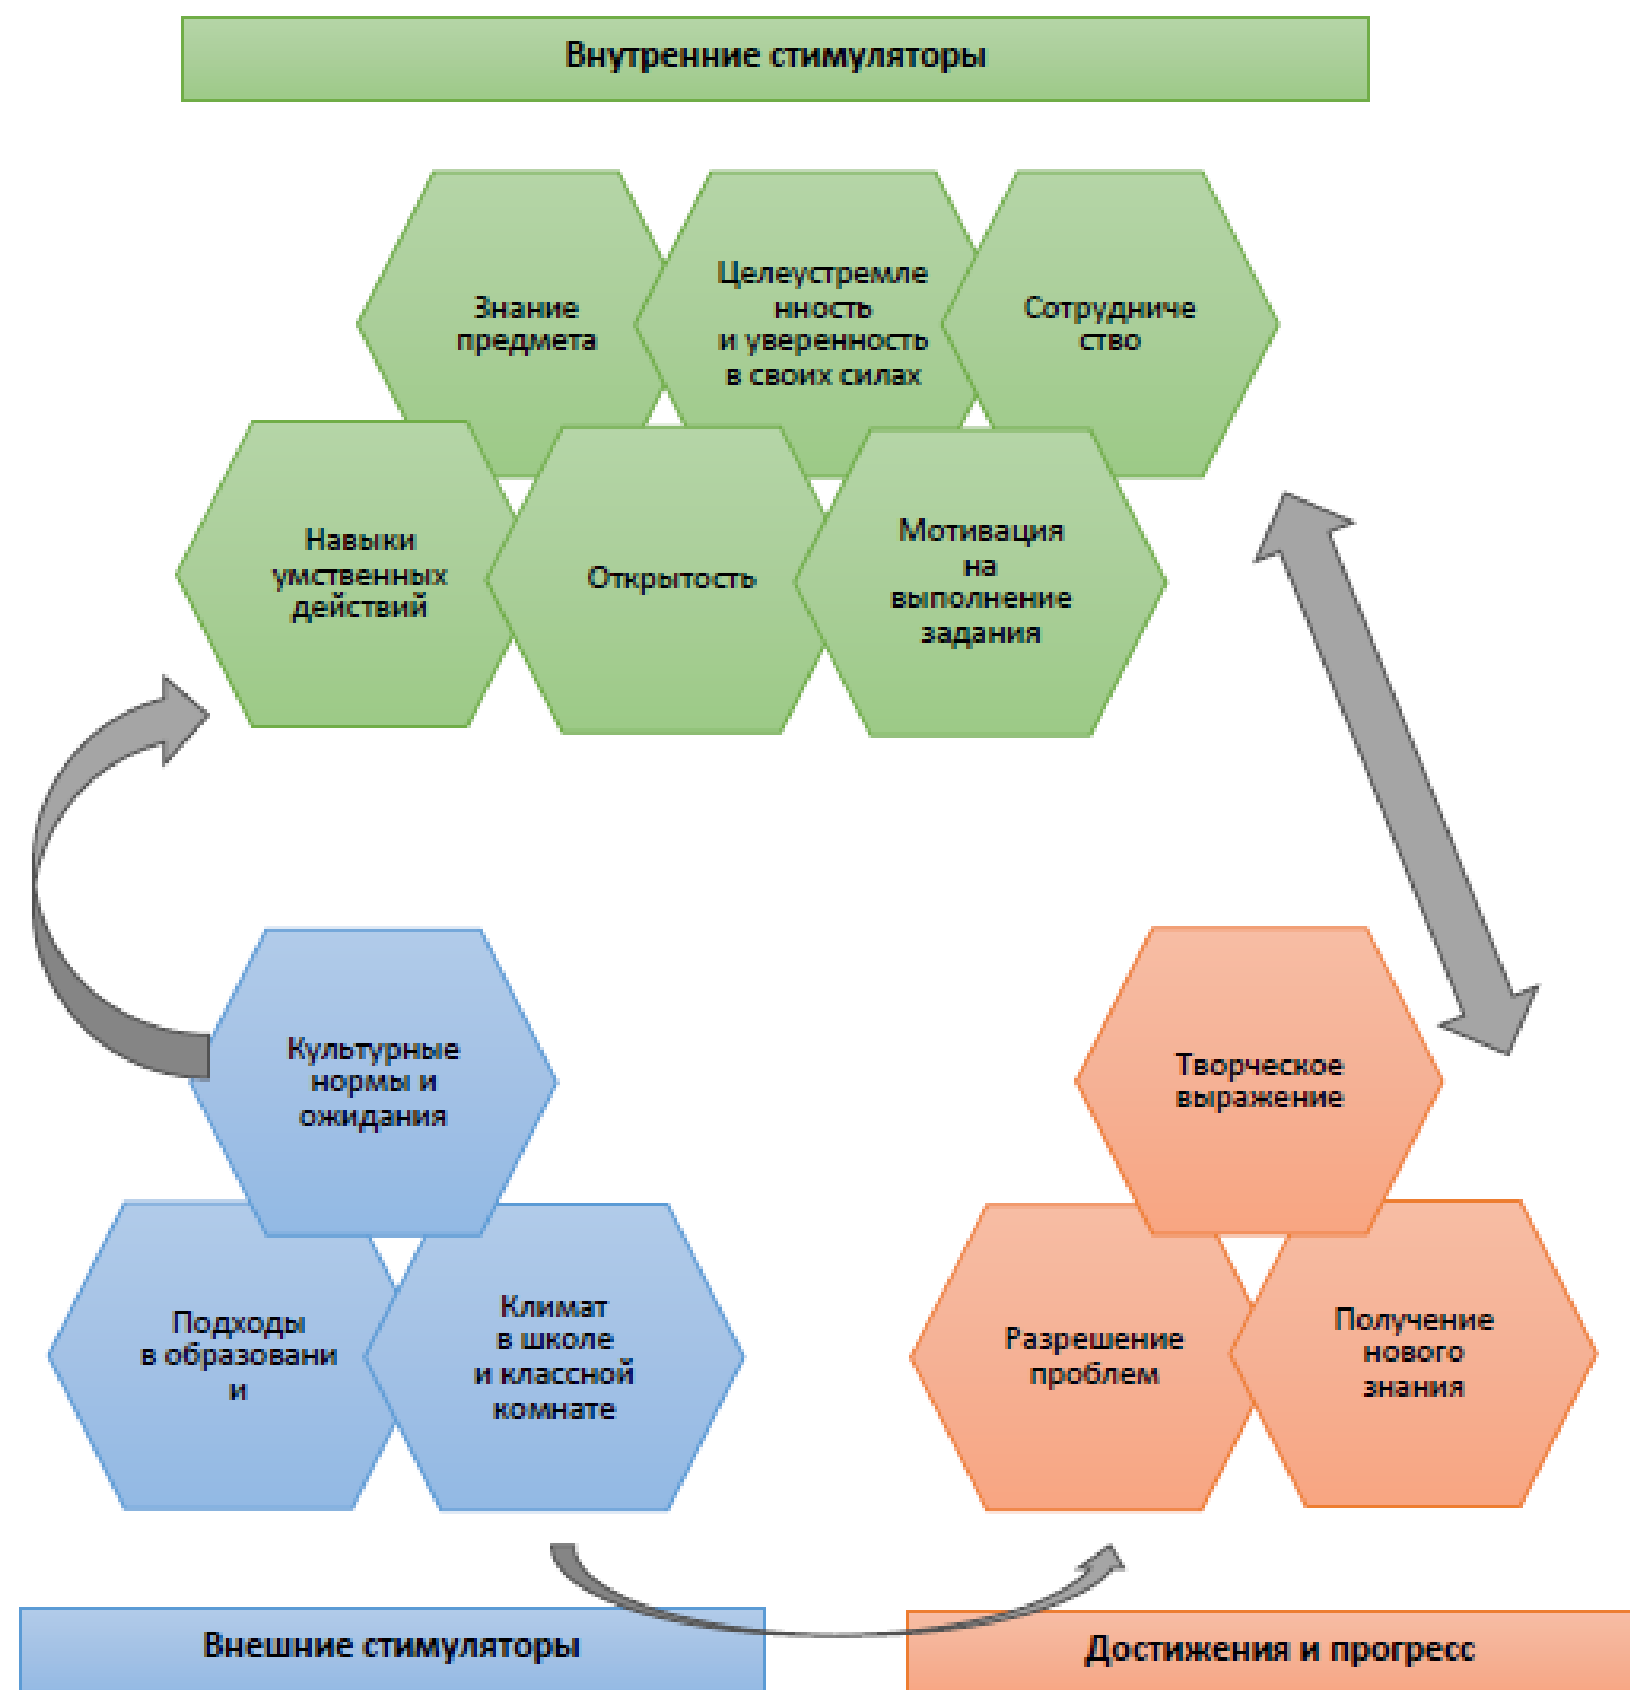 Внутренние стимуляторы
Знание
предмета
Целеустремле
нность
и уверенность
в своих силах
Сотрудниче
ство
Навыки
умственных
действий
Открытость
Мотивация
на
выполнение
задания
Культурные
нормы и
ожидания
Подходы
в образовани
и
Климат
в школе
и классной
комнате
Творческое
выражение
Разрешение
проблем
Получение
нового
знания
Внешние стимуляторы
Достижения и прогресс